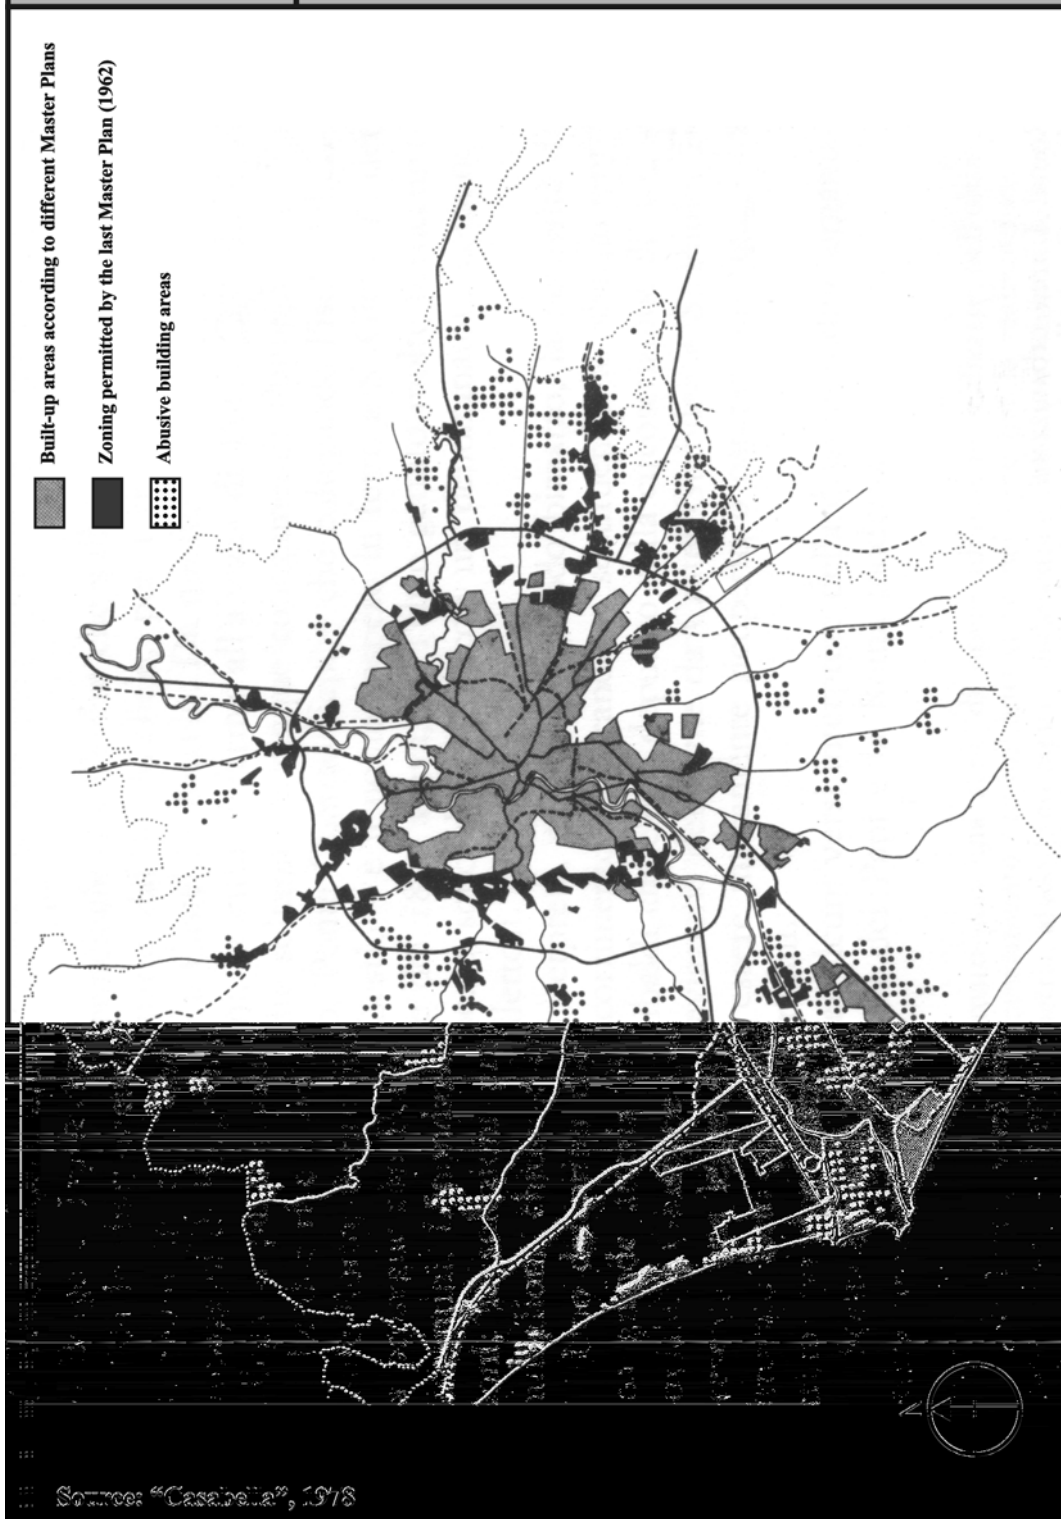 Built-up areas according to different Master Plans
Zoning permitted by the last Master Plan (1962)
Abusive building areas
N
Source: "Casabella", 1978